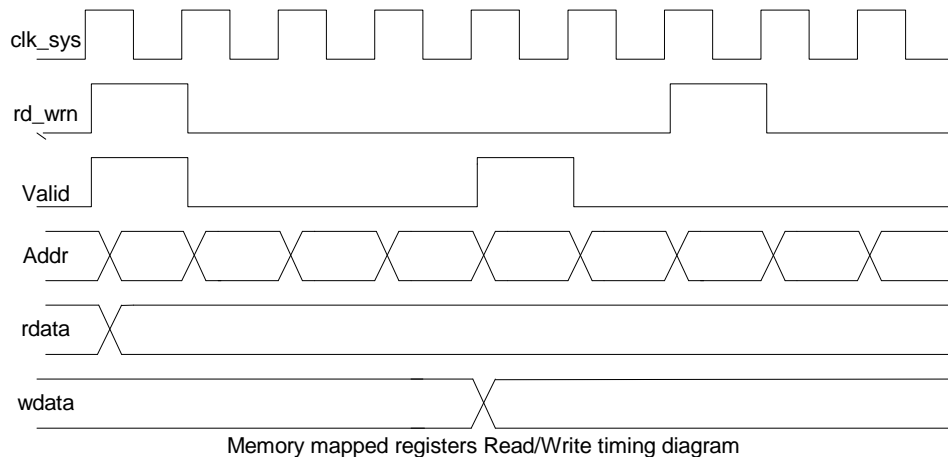 clk_sys
rd_wrn
Valid
Addr
rdata
wdata
Memory mapped registers Read/Write timing diagram